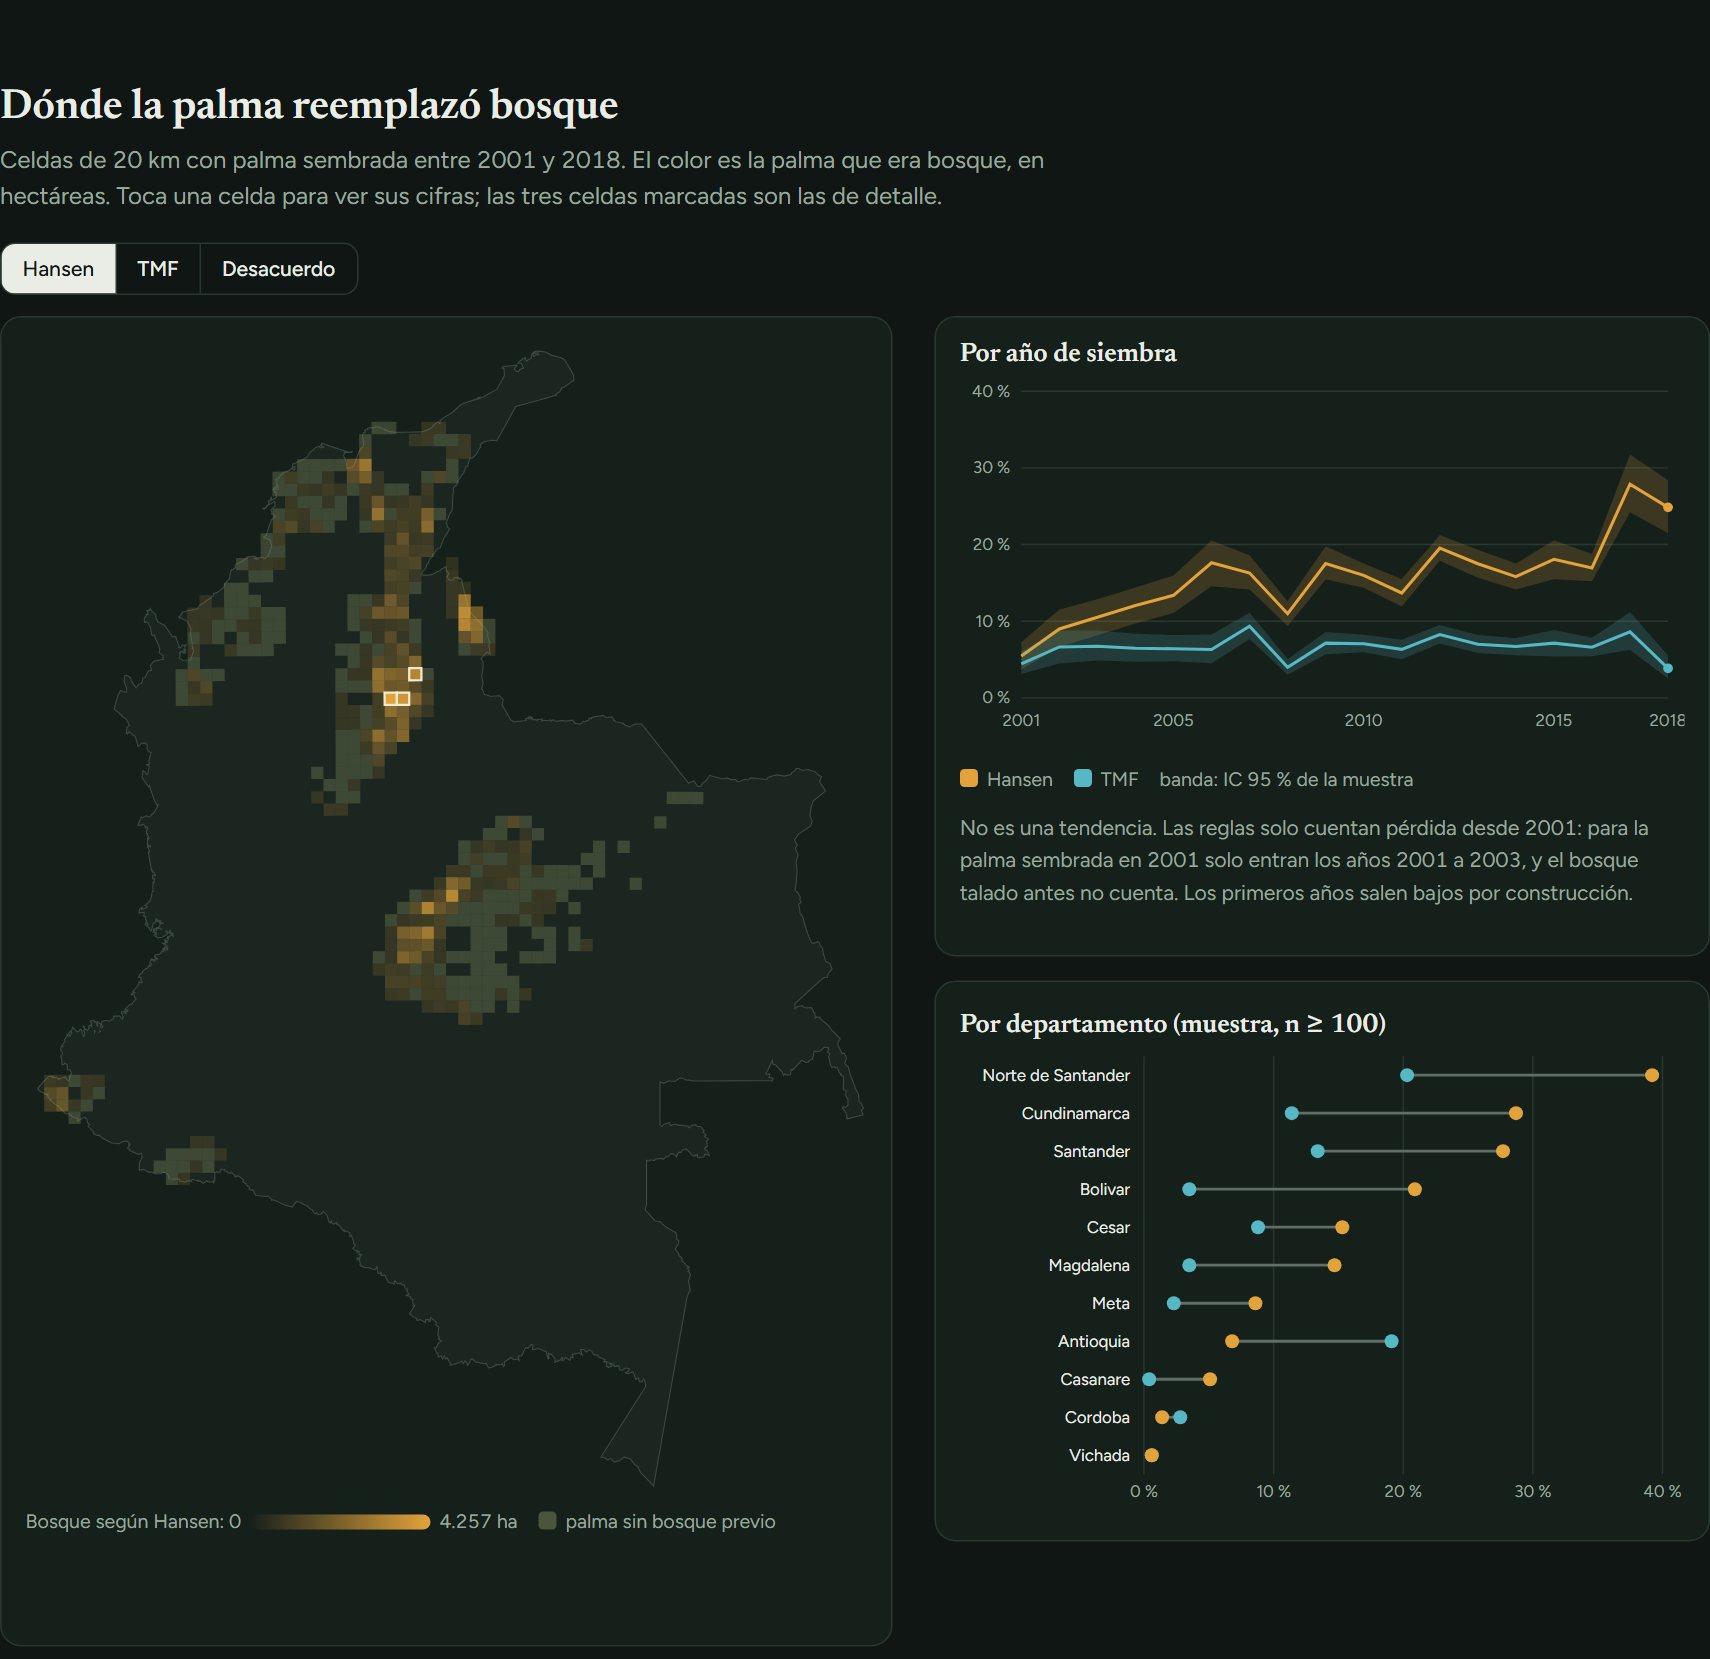 Dónde la palma reemplazó bosque
Celdas de 20 km con palma sembrada entre 2001 y 2018. El color es la palma que era bosque, en
hectáreas. Toca una celda para ver sus cifras; las tres celdas marcadas son las de detalle.
Hansen
TMF
Desacuerdo
Bosque según Hansen: 0
4.257 ha
palma sin bosque previo
Por año de siembra
40 %
30 %
20 %
10 %
0 %
2001
2005
2010
2015
2018
Hansen
TMF
banda: IC 95 % de la muestra
No es una tendencia. Las reglas solo cuentan pérdida desde 2001: para la
palma sembrada en 2001 solo entran los años 2001 a 2003, y el bosque
talado antes no cuenta. Los primeros años salen bajos por construcción.
Por departamento (muestra, n ≥ 100)
Norte de Santander
Cundinamarca
Santander
Bolivar
Cesar
Magdalena
Meta
Antioquia
Casanare
Cordoba
Vichada
0 %
10 %
20 %
30 %
40 %